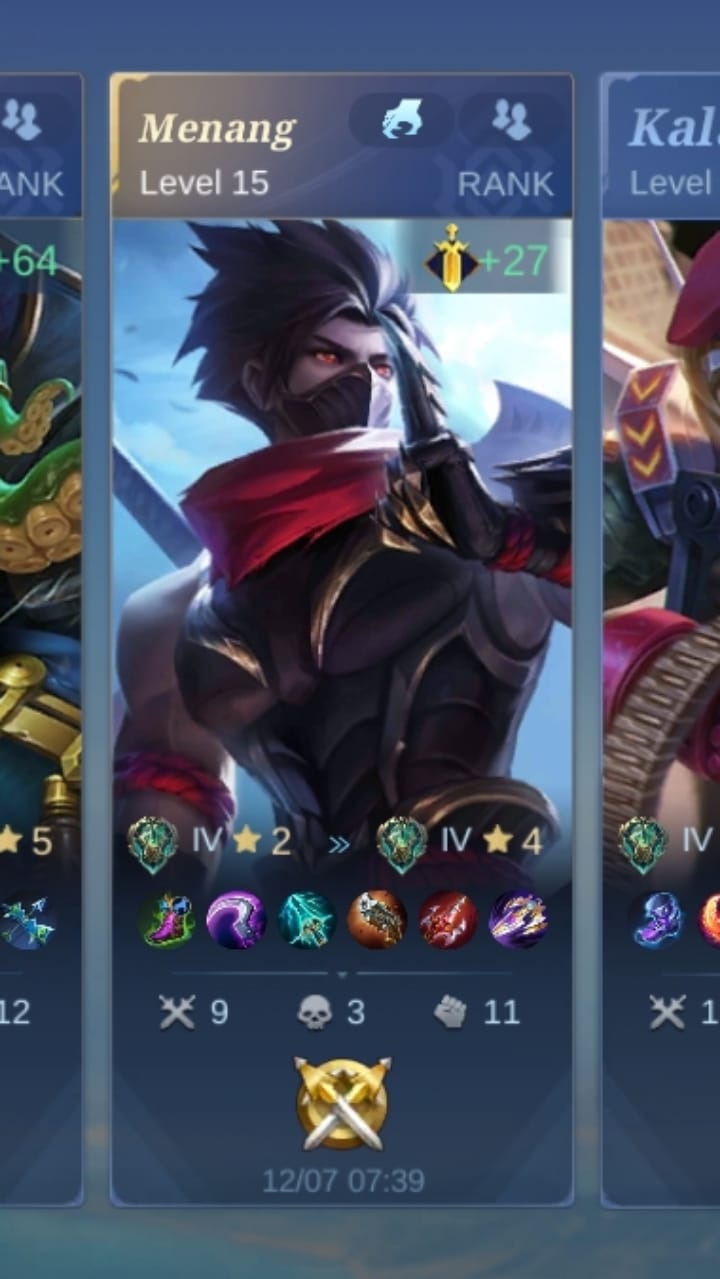 ANK
+64
5
12
Menang
Level 15
RANK
+27
IV 2 » IV 4
9 3 11
12/07 07:39
Kal
Level
IV
1